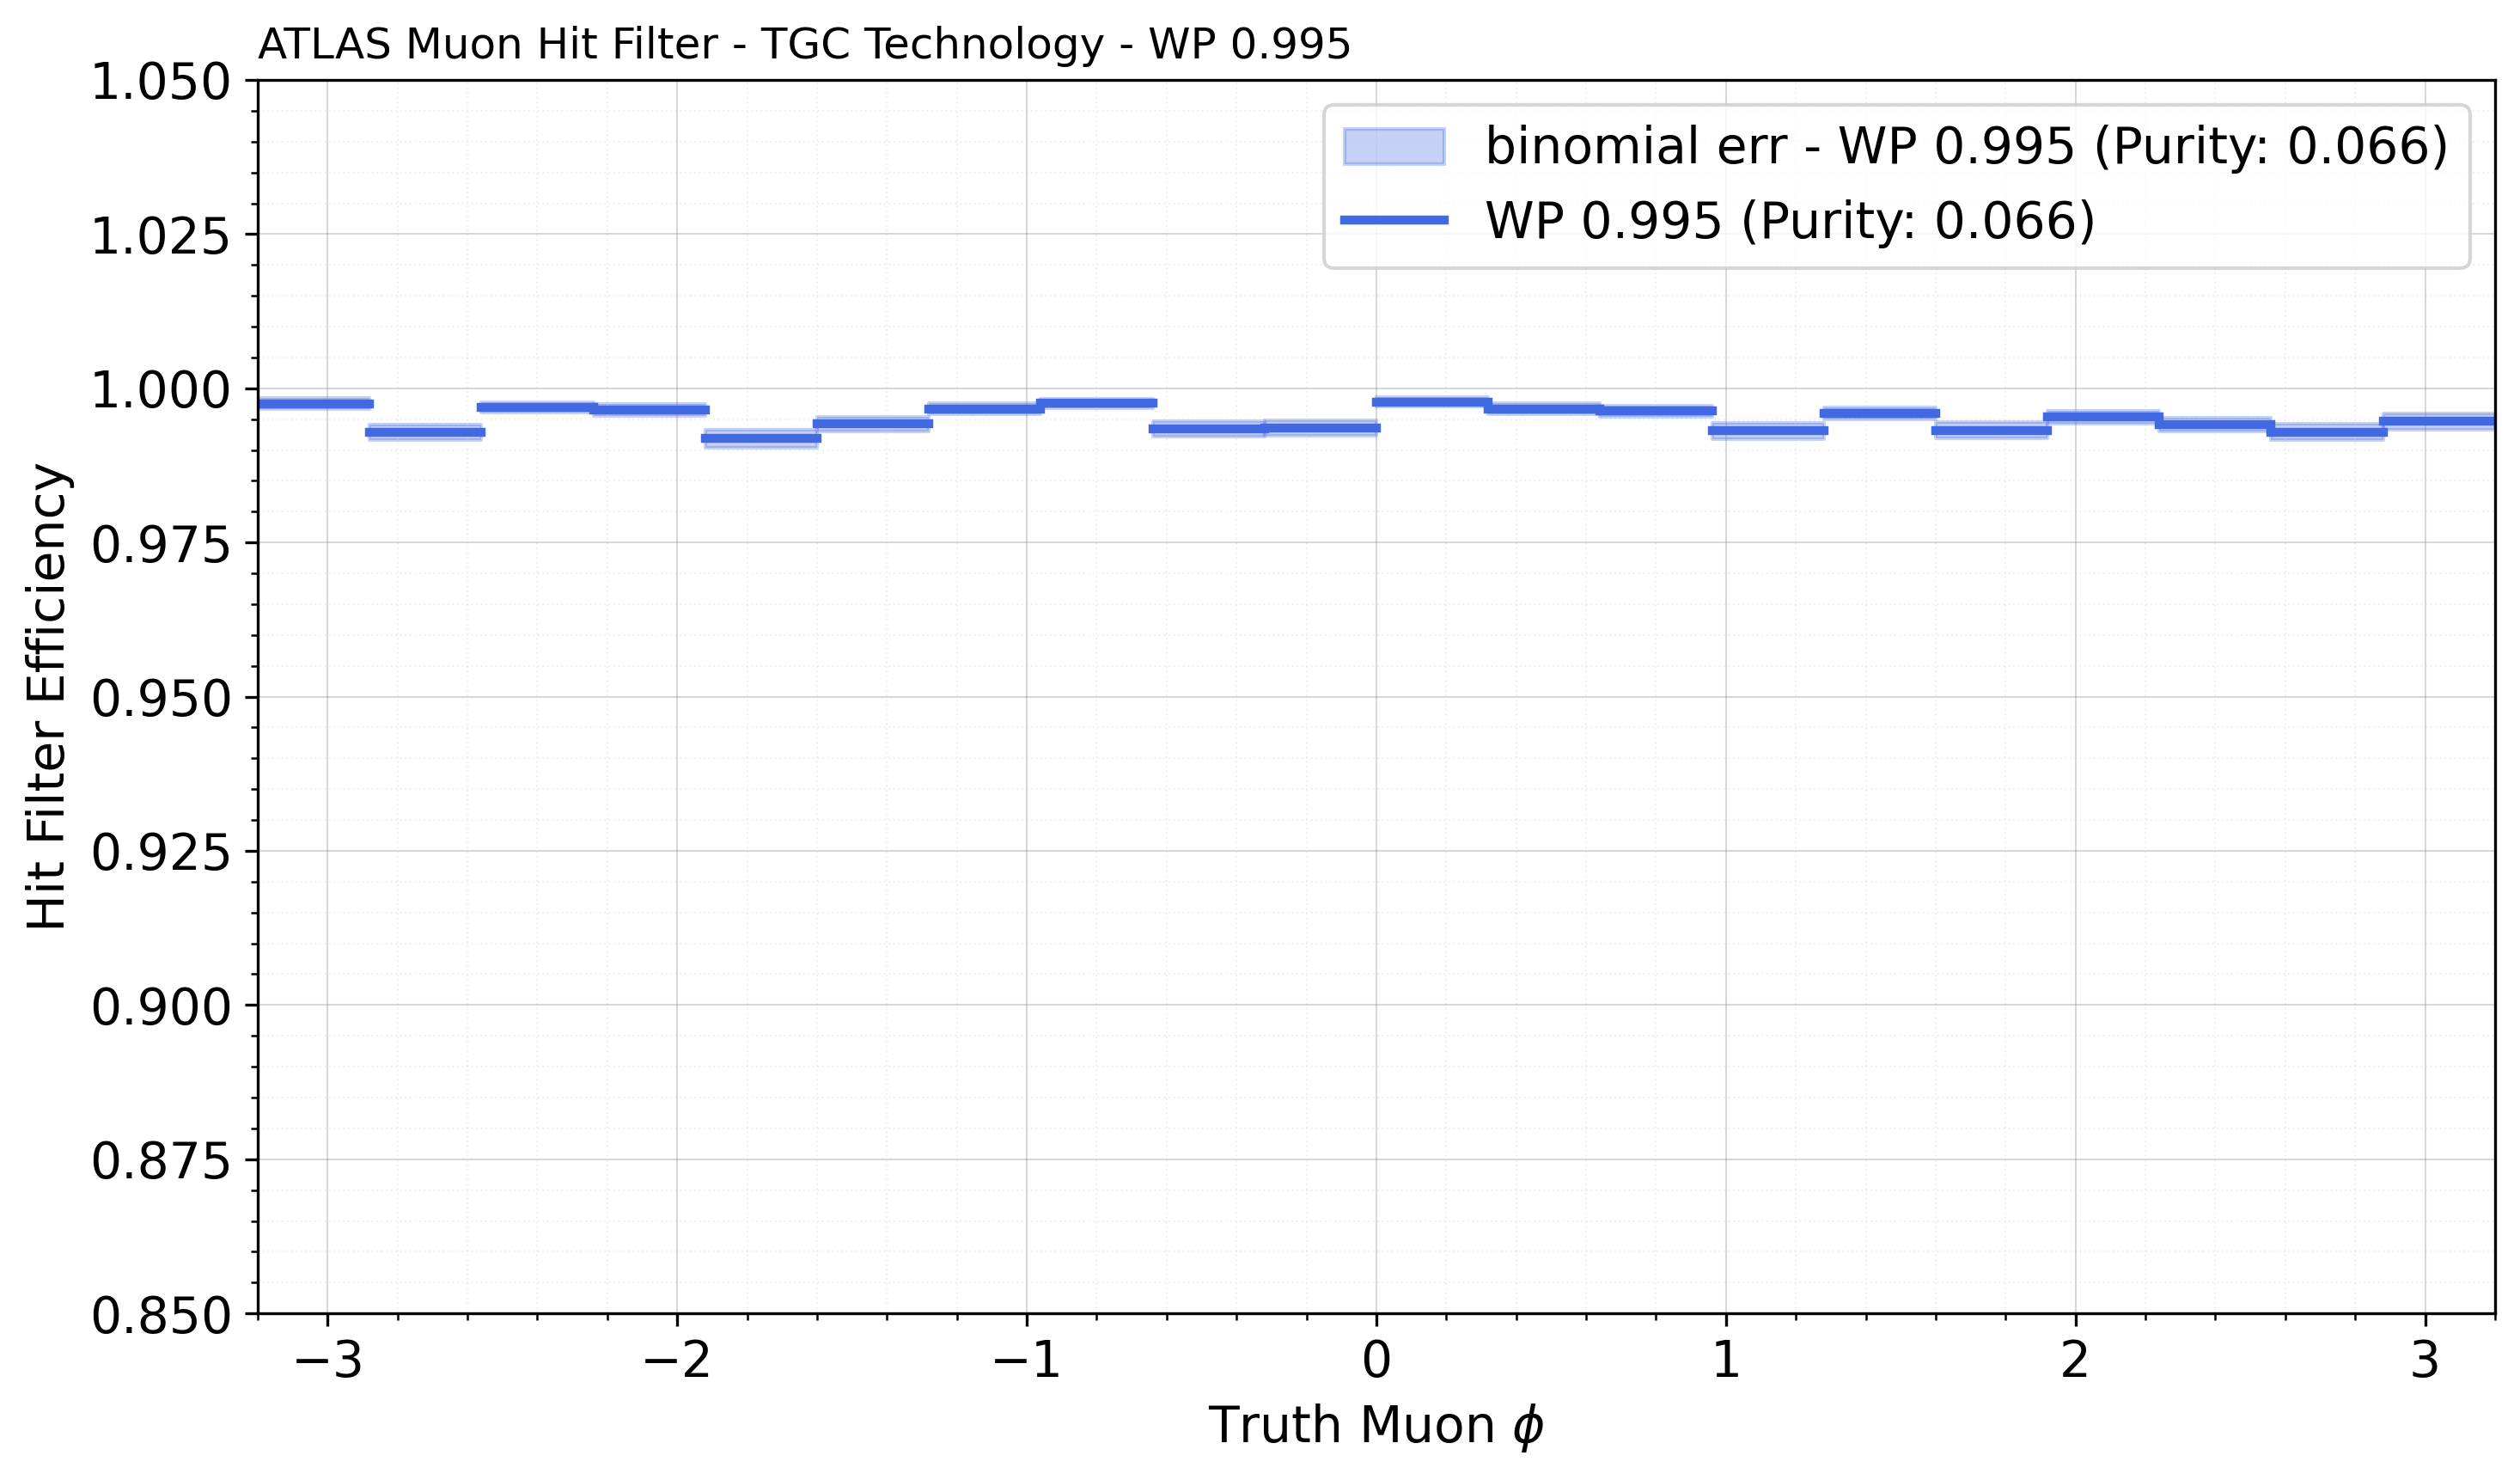 ATLAS Muon Hit Filter - TGC Technology - WP 0.995
1.050
1.025
1.000
0.975
0.950
0.925
0.900
0.875
0.850
Hit Filter Efficiency
binomial err - WP 0.995 (Purity: 0.066)
WP 0.995 (Purity: 0.066)
−3 −2 −1 0 1 2 3
Truth Muon ϕ